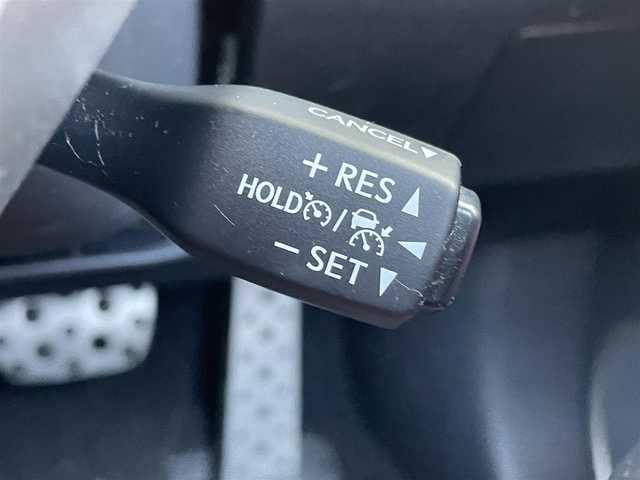 CANCEL▼
+ RES ▲
HOLD / ◀
− SET ▼